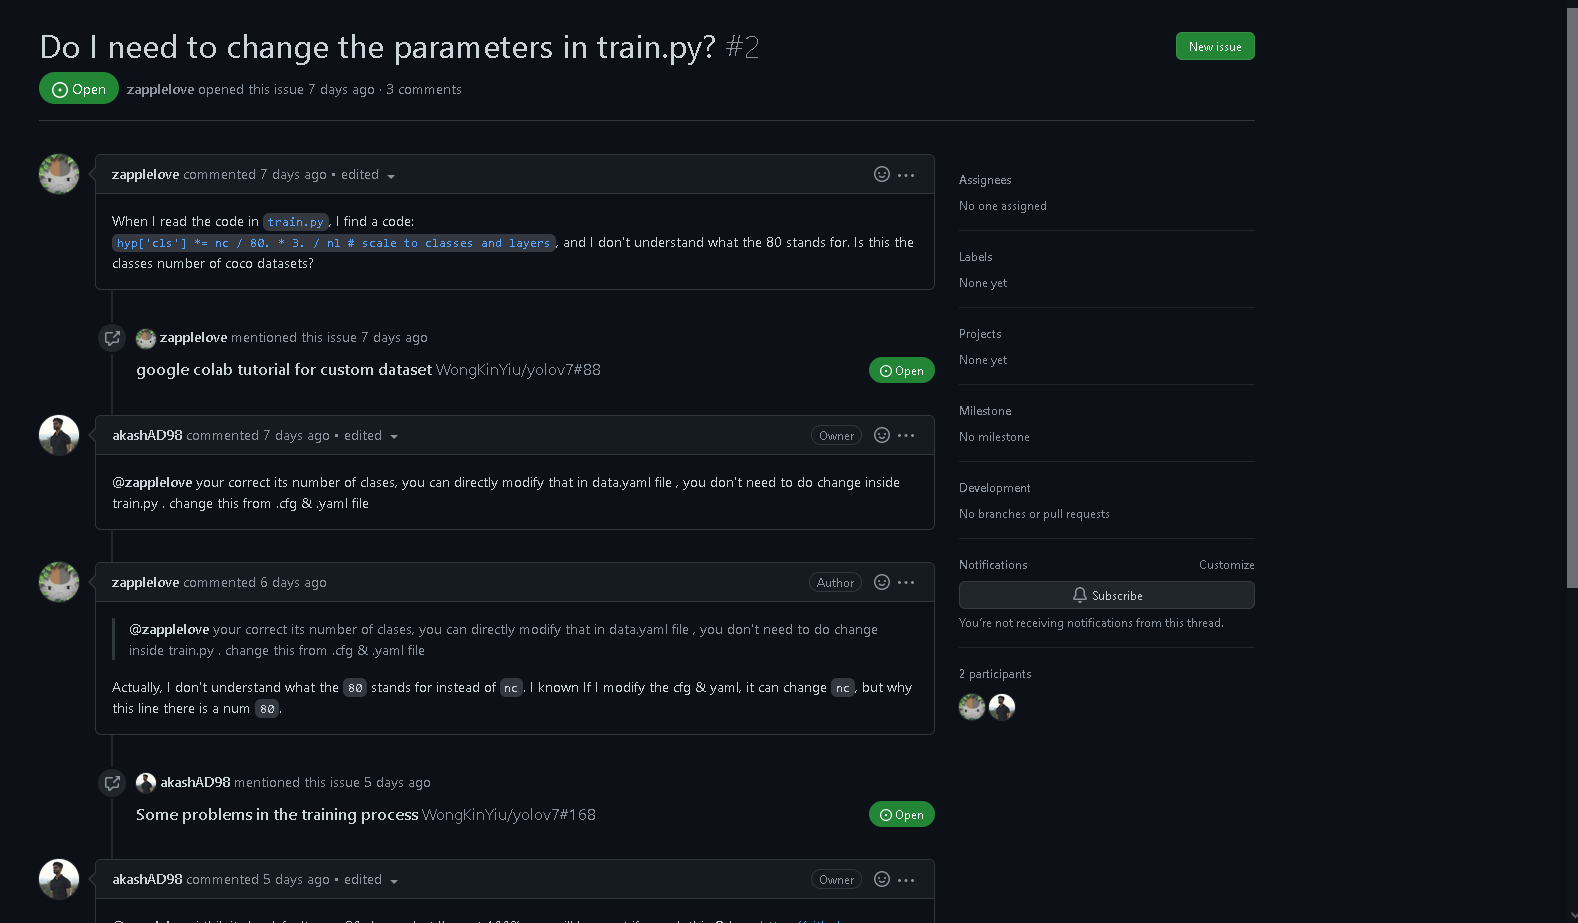 Do I need to change the parameters in train.py? #2
New issue
Open
zapplelove opened this issue 7 days ago · 3 comments
zapplelove commented 7 days ago • edited
When I read the code in train.py, I find a code:
hyp['cls'] *= nc / 80. * 3. / nl # scale to classes and layers, and I don't understand what the 80 stands for. Is this the
classes number of coco datasets?
zapplelove mentioned this issue 7 days ago
google colab tutorial for custom dataset WongKinYiu/yolov7#88
Open
akashAD98 commented 7 days ago • edited
Owner
@zapplelove your correct its number of clases, you can directly modify that in data.yaml file , you don't need to do change inside
train.py . change this from .cfg & .yaml file
zapplelove commented 6 days ago
Author
@zapplelove your correct its number of clases, you can directly modify that in data.yaml file , you don't need to do change
inside train.py . change this from .cfg & .yaml file
Actually, I don't understand what the 80 stands for instead of nc. I known If I modify the cfg & yaml, it can change nc, but why
this line there is a num 80.
akashAD98 mentioned this issue 5 days ago
Some problems in the training process WongKinYiu/yolov7#168
Open
akashAD98 commented 5 days ago • edited
Owner
Assignees
No one assigned
Labels
None yet
Projects
None yet
Milestone
No milestone
Development
No branches or pull requests
Notifications
Customize
Subscribe
You're not receiving notifications from this thread.
2 participants